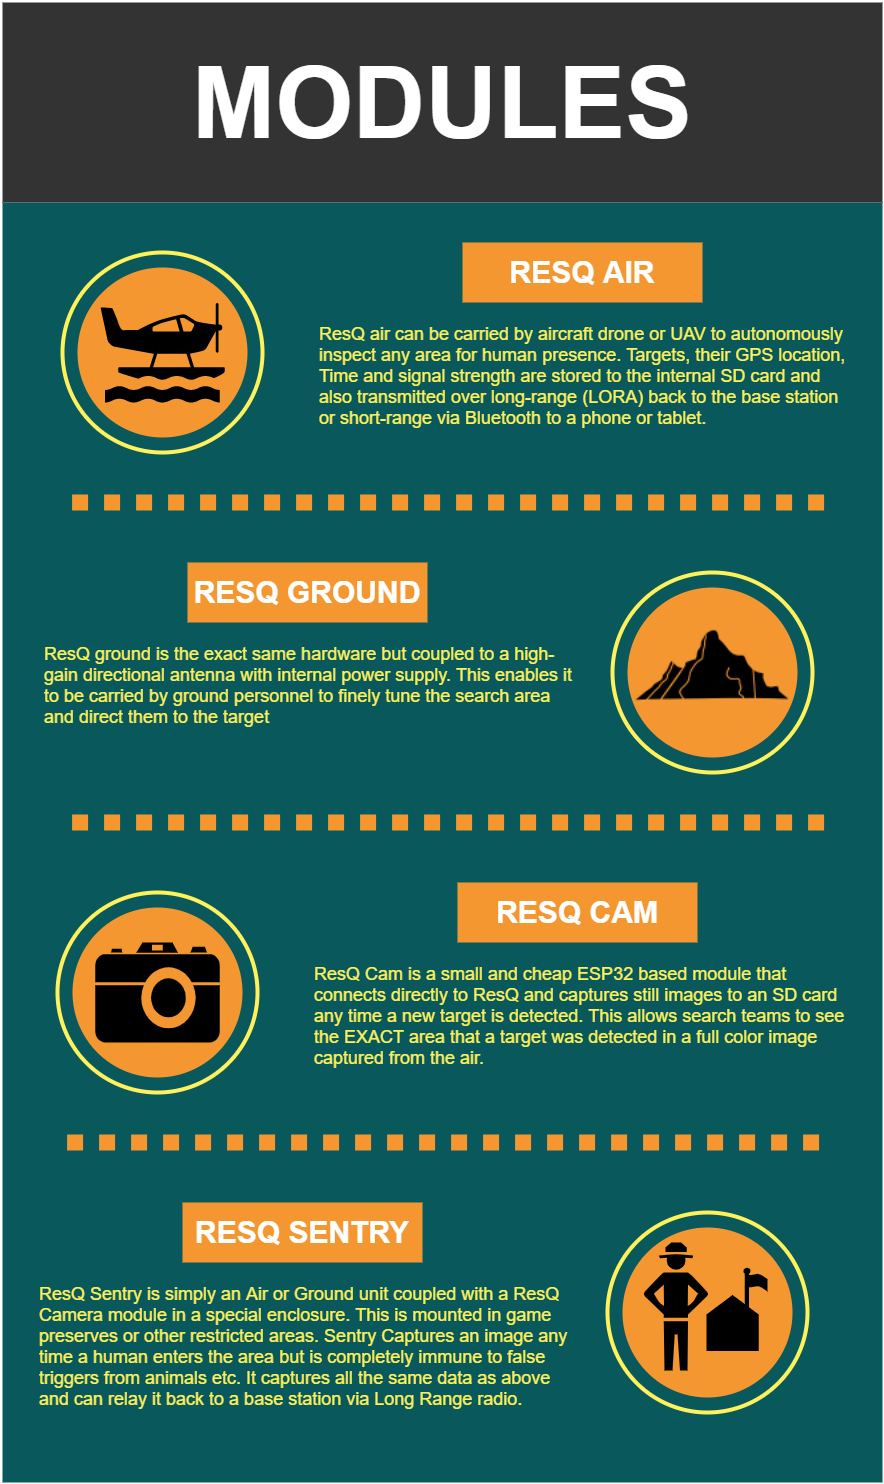 MODULES
RESQ AIR
ResQ air can be carried by aircraft drone or UAV to autonomously
inspect any area for human presence. Targets, their GPS location,
Time and signal strength are stored to the internal SD card and
also transmitted over long-range (LORA) back to the base station
or short-range via Bluetooth to a phone or tablet.
RESQ GROUND
ResQ ground is the exact same hardware but coupled to a high-
gain directional antenna with internal power supply. This enables it
to be carried by ground personnel to finely tune the search area
and direct them to the target
RESQ CAM
ResQ Cam is a small and cheap ESP32 based module that
connects directly to ResQ and captures still images to an SD card
any time a new target is detected. This allows search teams to see
the EXACT area that a target was detected in a full color image
captured from the air.
RESQ SENTRY
ResQ Sentry is simply an Air or Ground unit coupled with a ResQ
Camera module in a special enclosure. This is mounted in game
preserves or other restricted areas. Sentry Captures an image any
time a human enters the area but is completely immune to false
triggers from animals etc. It captures all the same data as above
and can relay it back to a base station via Long Range radio.